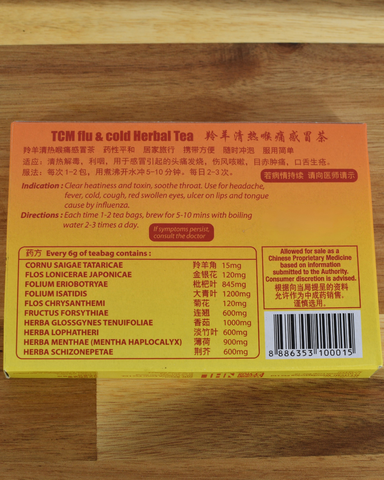 TCM flu & cold Herbal Tea 羚羊清热喉痛感冒茶
羚羊清热喉痛感冒茶 药性平和 居家旅行 携带方便 随时冲泡 服用简单
适应：清热解毒，利咽，用于感冒引起的头痛发烧，伤风咳嗽，目赤肿痛，口舌生疮。
服法：每次1-2包，用煮沸开水冲5-10分钟，每日2-3次。
若病情持续 请向医师请示
Indication : Clear heatiness and toxin, soothe throat. Use for headache,
fever, cold, cough, red swollen eyes, ulcer on lips and tongue
cause by influenza.
Directions : Each time 1-2 tea bags, brew for 5-10 mins with boiling
water 2-3 times a day.
If symptoms persist,
consult the doctor
药方 Every 6g of teabag contains :
CORNU SAIGAE TATARICAE 羚羊角 15mg
FLOS LONICERAE JAPONICAE 金银花 120mg
FOLIUM ERIOBOTRYAE 枇杷叶 845mg
FOLIUM ISATIDIS 大青叶 1200mg
FLOS CHRYSANTHEMI 菊花 120mg
FRUCTUS FORSYTHIAE 连翘 600mg
HERBA GLOSSGYNES TENUIFOLIAE 香茹 1000mg
HERBA LOPHATHERI 淡竹叶 600mg
HERBA MENTHAE (MENTHA HAPLOCALYX) 薄荷 900mg
HERBA SCHIZONEPETAE 荆芥 600mg
Allowed for sale as a
Chinese Proprietary Medicine
based on information
submitted to the Authority.
Consumer discretion is advised.
根据向当局提呈的资料
允许作为中成药销售。
谨慎选用。
8 886353 100015